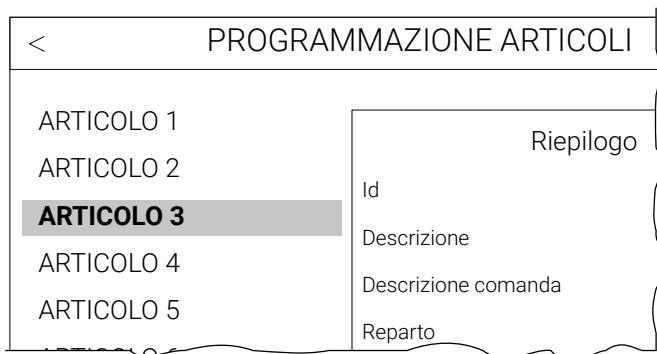 < PROGRAMMAZIONE ARTICOLI
ARTICOLO 1
ARTICOLO 2
ARTICOLO 3
ARTICOLO 4
ARTICOLO 5
Riepilogo
Id
Descrizione
Descrizione comanda
Reparto